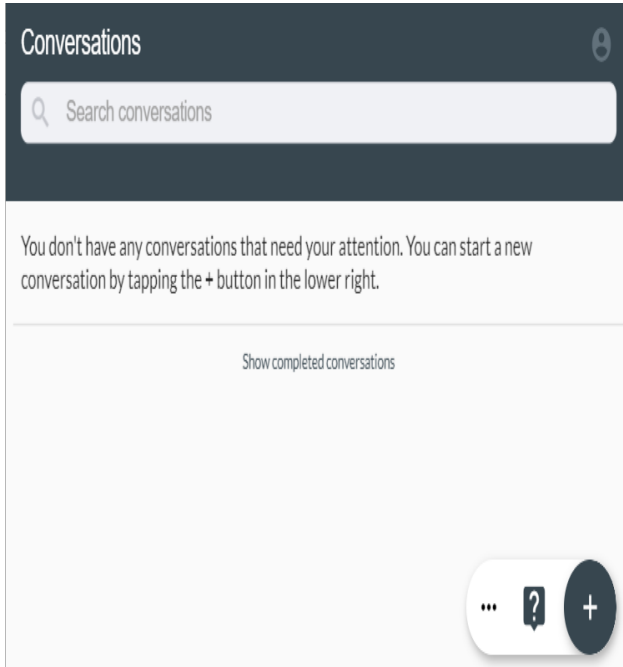 Conversations
Search conversations
You don't have any conversations that need your attention. You can start a new
conversation by tapping the + button in the lower right.
Show completed conversations
... ? +